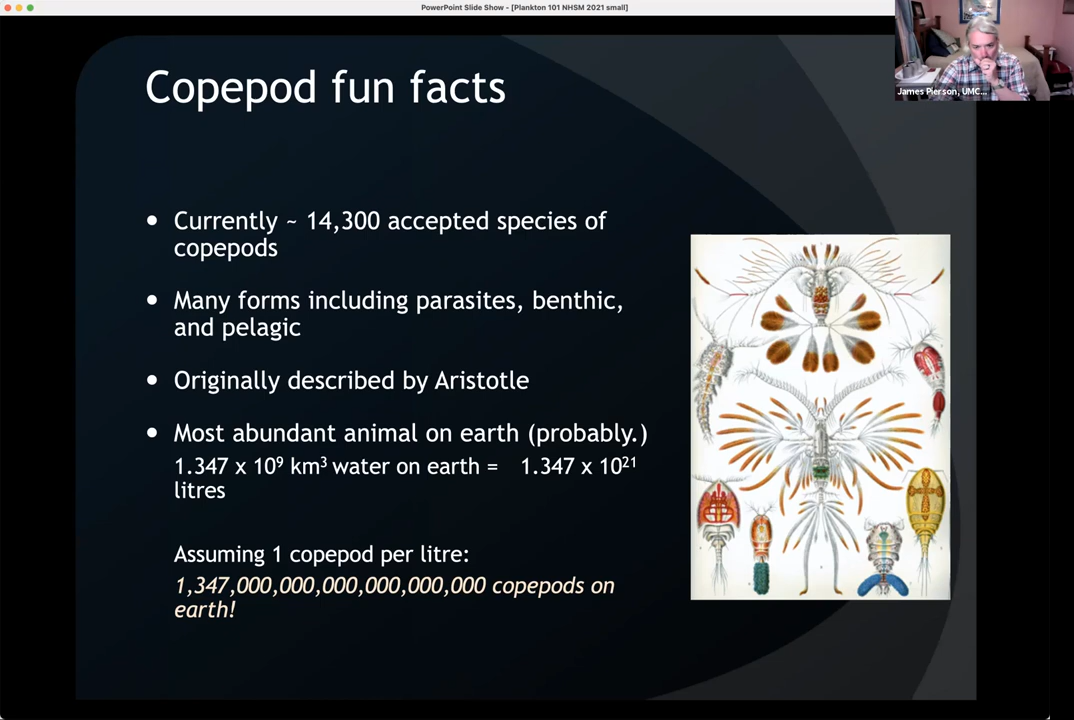 PowerPoint Slide Show - [Plankton 101 NHSM 2021 small]
James Pierson, UMC...
Copepod fun facts
• Currently ~ 14,300 accepted species of
copepods
• Many forms including parasites, benthic,
and pelagic
• Originally described by Aristotle
• Most abundant animal on earth (probably.)
1.347 x 10⁹ km³ water on earth = 1.347 x 10²¹
litres
Assuming 1 copepod per litre:
1,347,000,000,000,000,000,000 copepods on
earth!